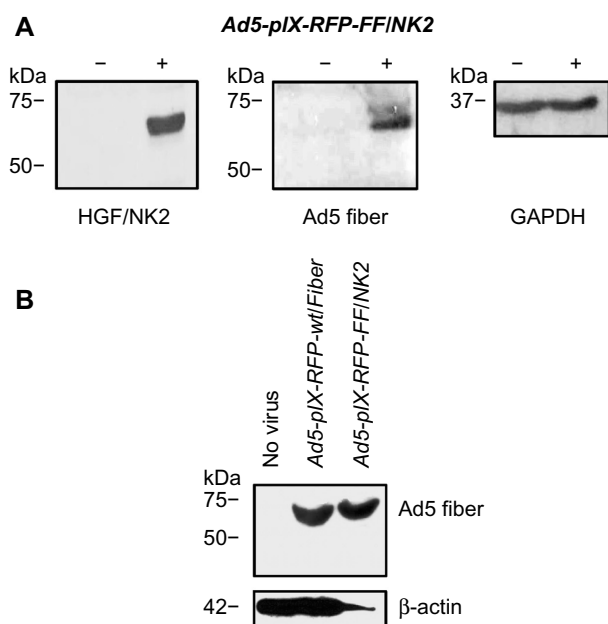 A
Ad5-pIX-RFP-FF/NK2
kDa − +
75−
50−
HGF/NK2
kDa − +
75−
50−
Ad5 fiber
kDa − +
37−
GAPDH
B
No virus
Ad5-pIX-RFP-wt/Fiber
Ad5-pIX-RFP-FF/NK2
kDa
75−
50−
Ad5 fiber
42−
β-actin